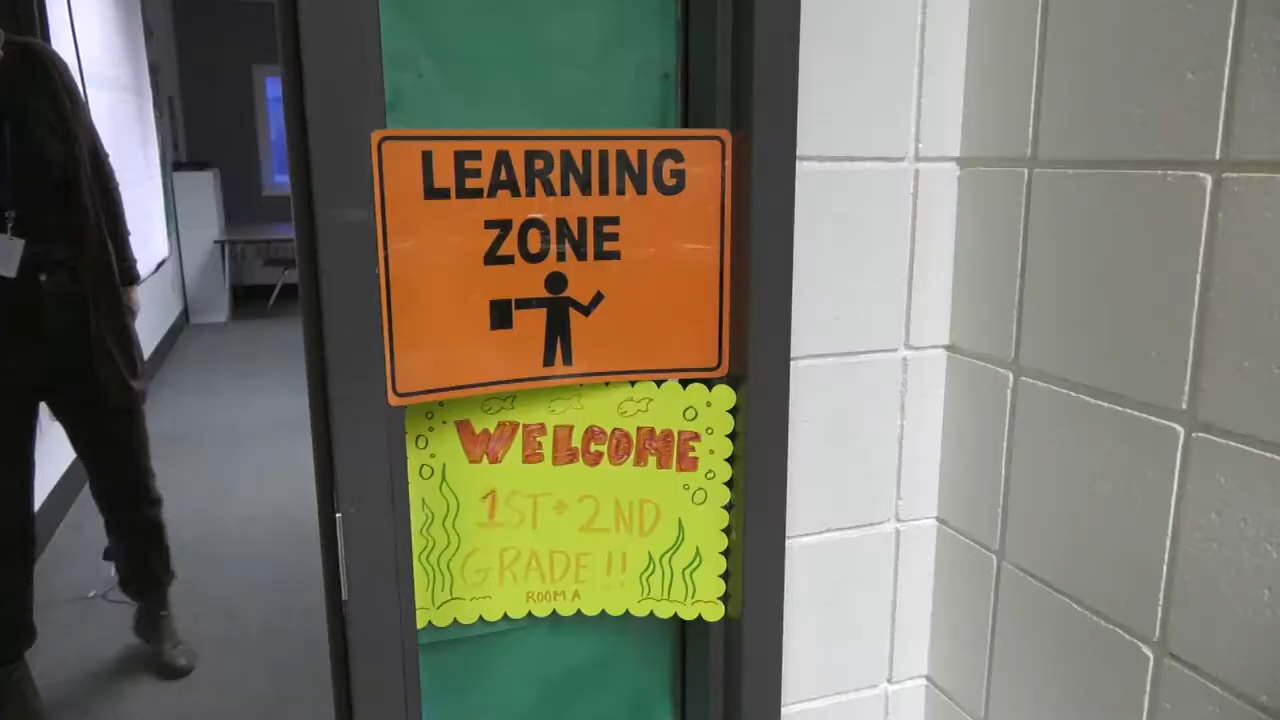 LEARNING
ZONE
WELCOME
1ST + 2ND
GRADE !!
ROOM A